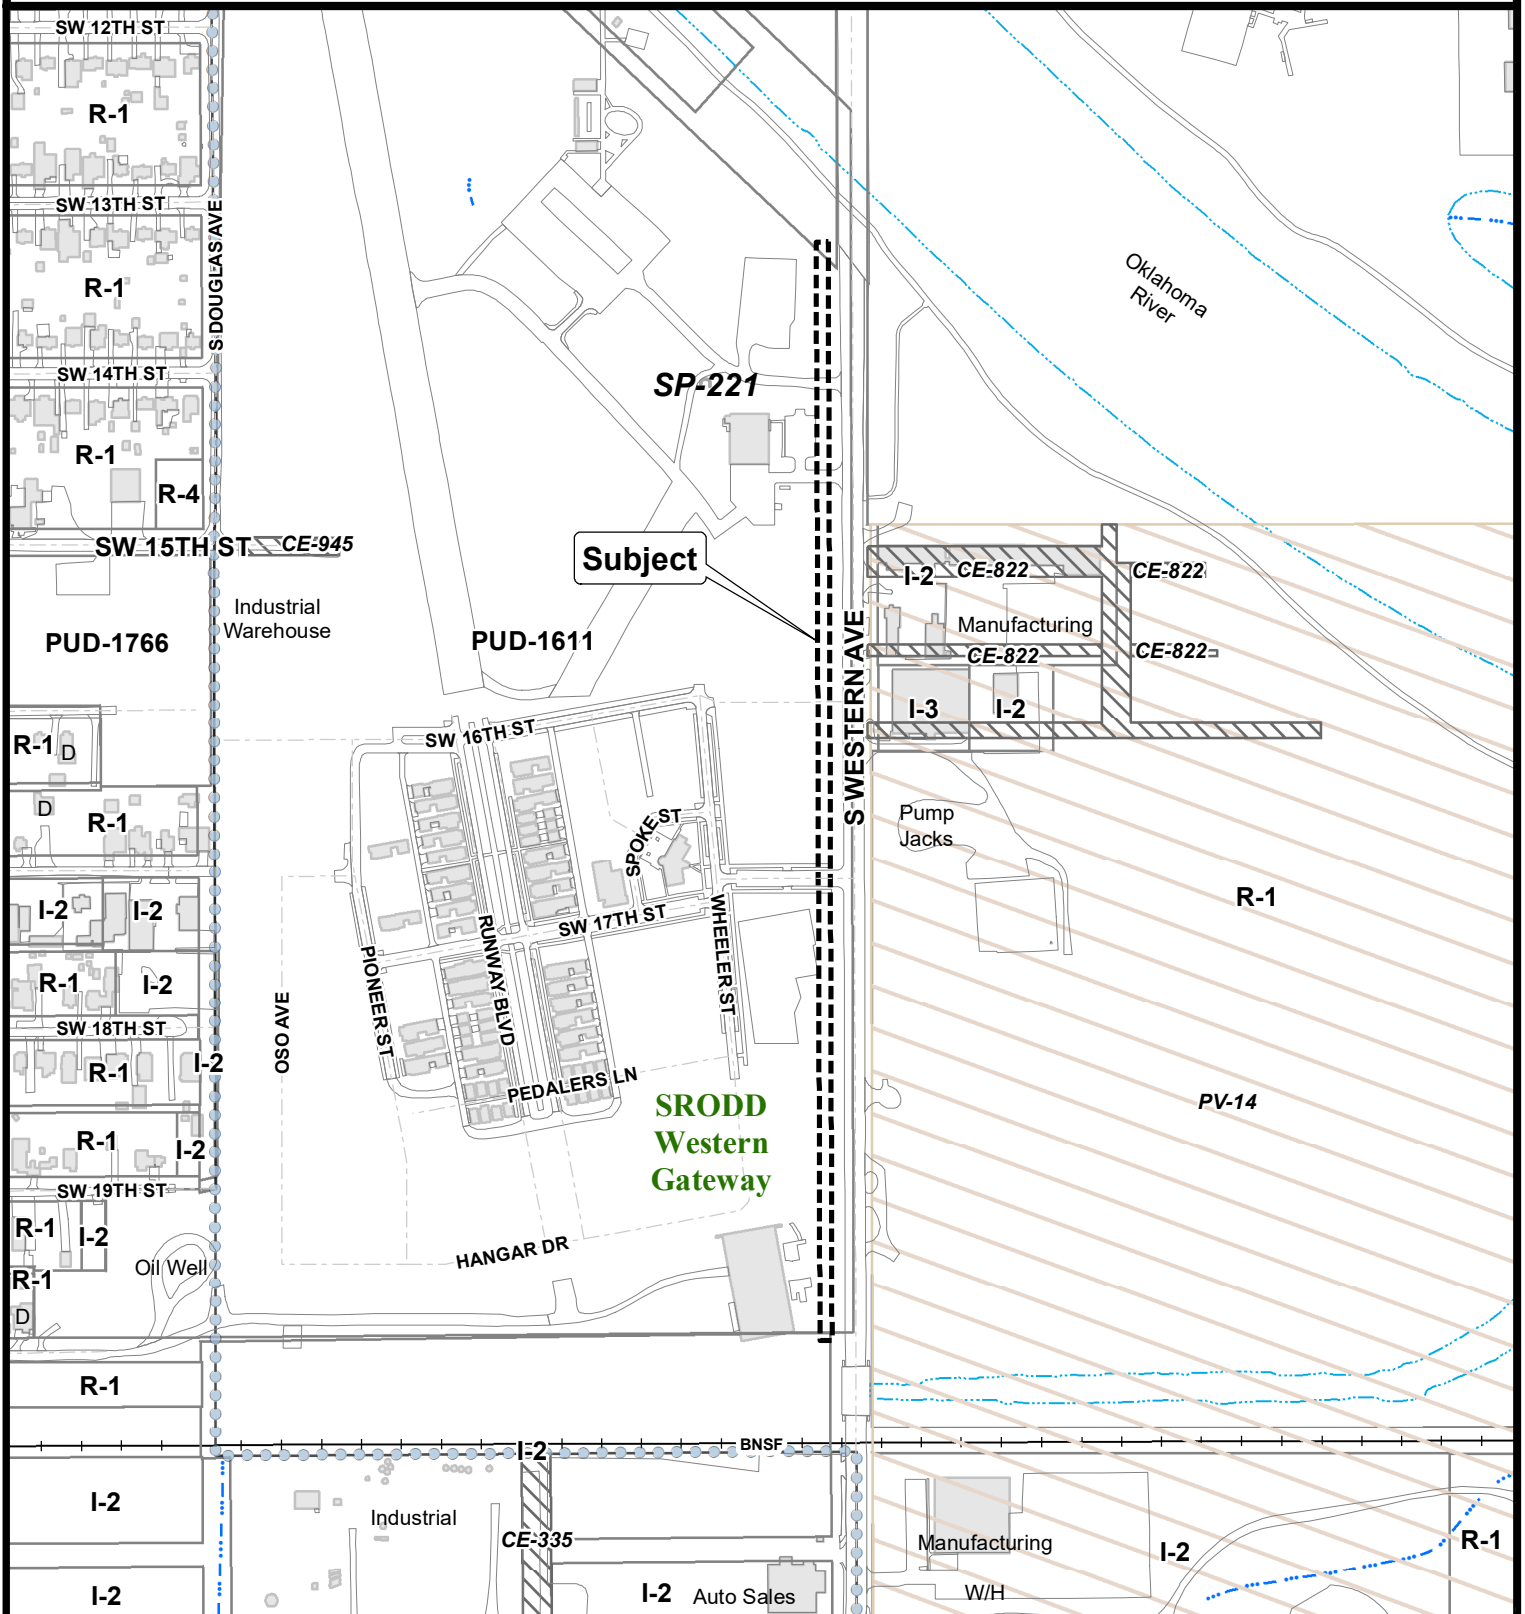 SW 12TH ST
R-1
SW 13TH ST
S DOUGLAS AVE
R-1
Oklahoma
River
SW 14TH ST
SP-221
R-1
R-4
SW 15TH ST
CE-945
Subject
I-2
CE-822
CE-822
Industrial
Warehouse
Manufacturing
PUD-1766
PUD-1611
CE-822
CE-822
S WESTERN AVE
I-3
I-2
R-1
D
SW 16TH ST
D
R-1
SPOKE ST
Pump
Jacks
R-1
I-2
I-2
SW 17TH ST
WHEELER ST
RUNWAY BLVD
PIONEER ST
R-1
I-2
OSO AVE
SW 18TH ST
R-1
I-2
PEDALERS LN
SRODD
Western
Gateway
PV-14
R-1
I-2
SW 19TH ST
R-1
I-2
HANGAR DR
Oil Well
R-1
D
R-1
I-2
BNSF
I-2
Industrial
CE-335
Manufacturing
I-2
R-1
I-2
I-2
Auto Sales
W/H